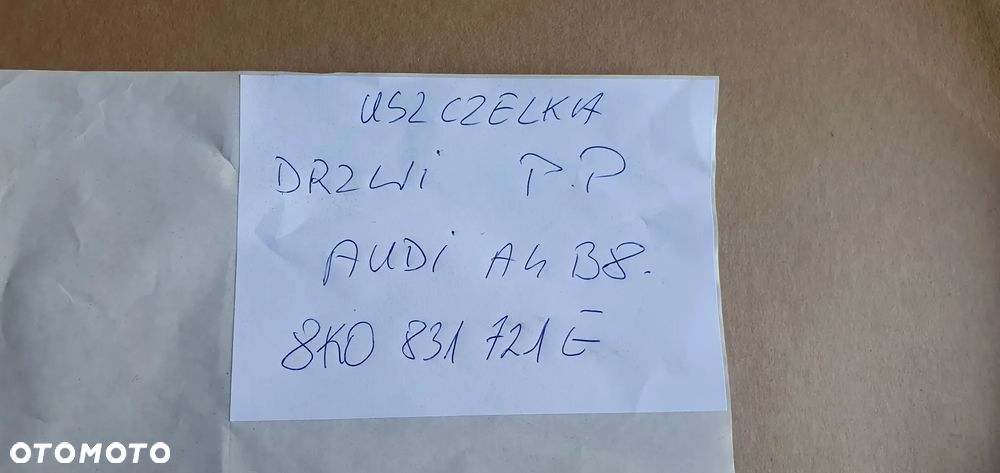 USZCZELKA
DRZWI P.P
AUDI A4 B8.
8K0 831 721 E
OTOMOTO